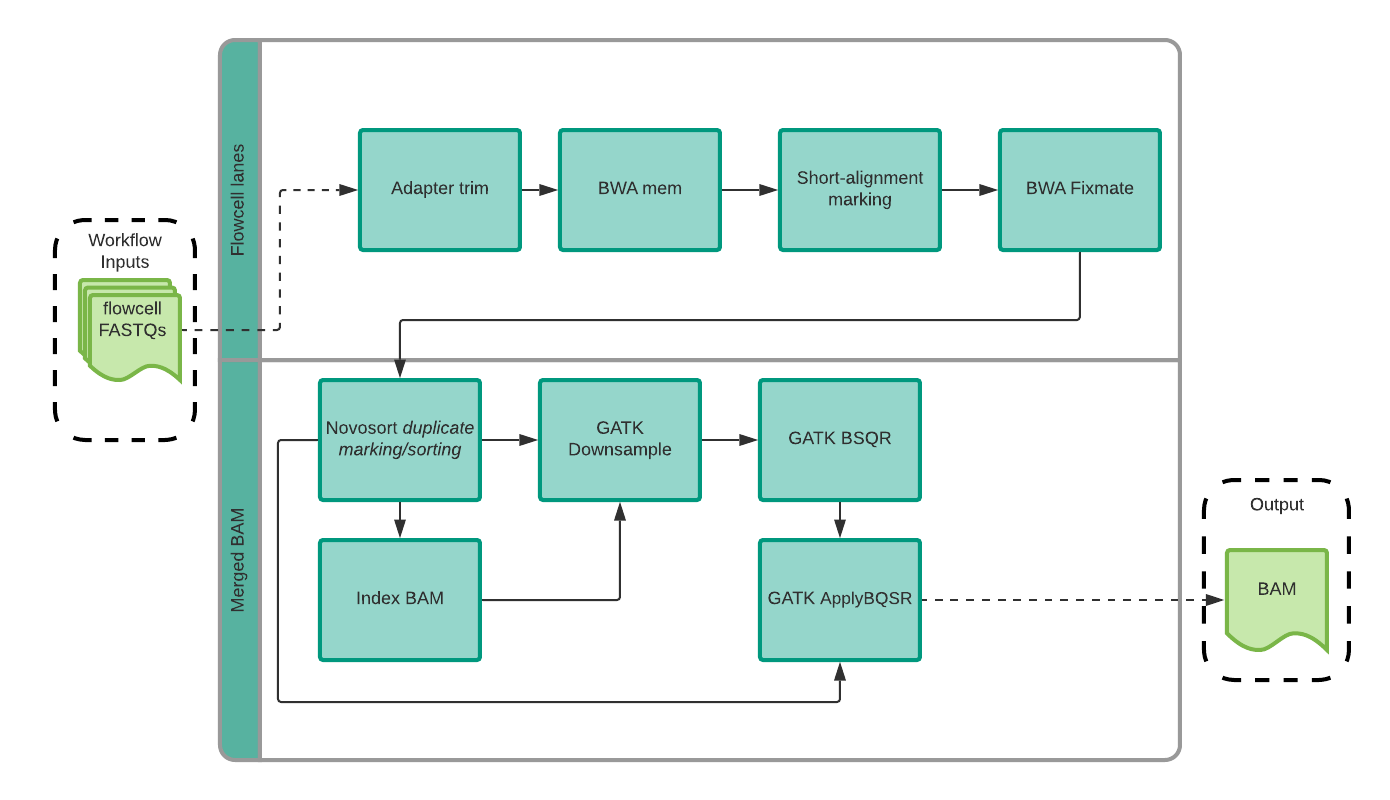 Flowcell lanes
Workflow
Inputs
flowcell
FASTQs
Adapter trim
BWA mem
Short-alignment
marking
BWA Fixmate
Merged BAM
Novosort duplicate
marking/sorting
GATK
Downsample
GATK BSQR
Index BAM
GATK ApplyBQSR
Output
BAM